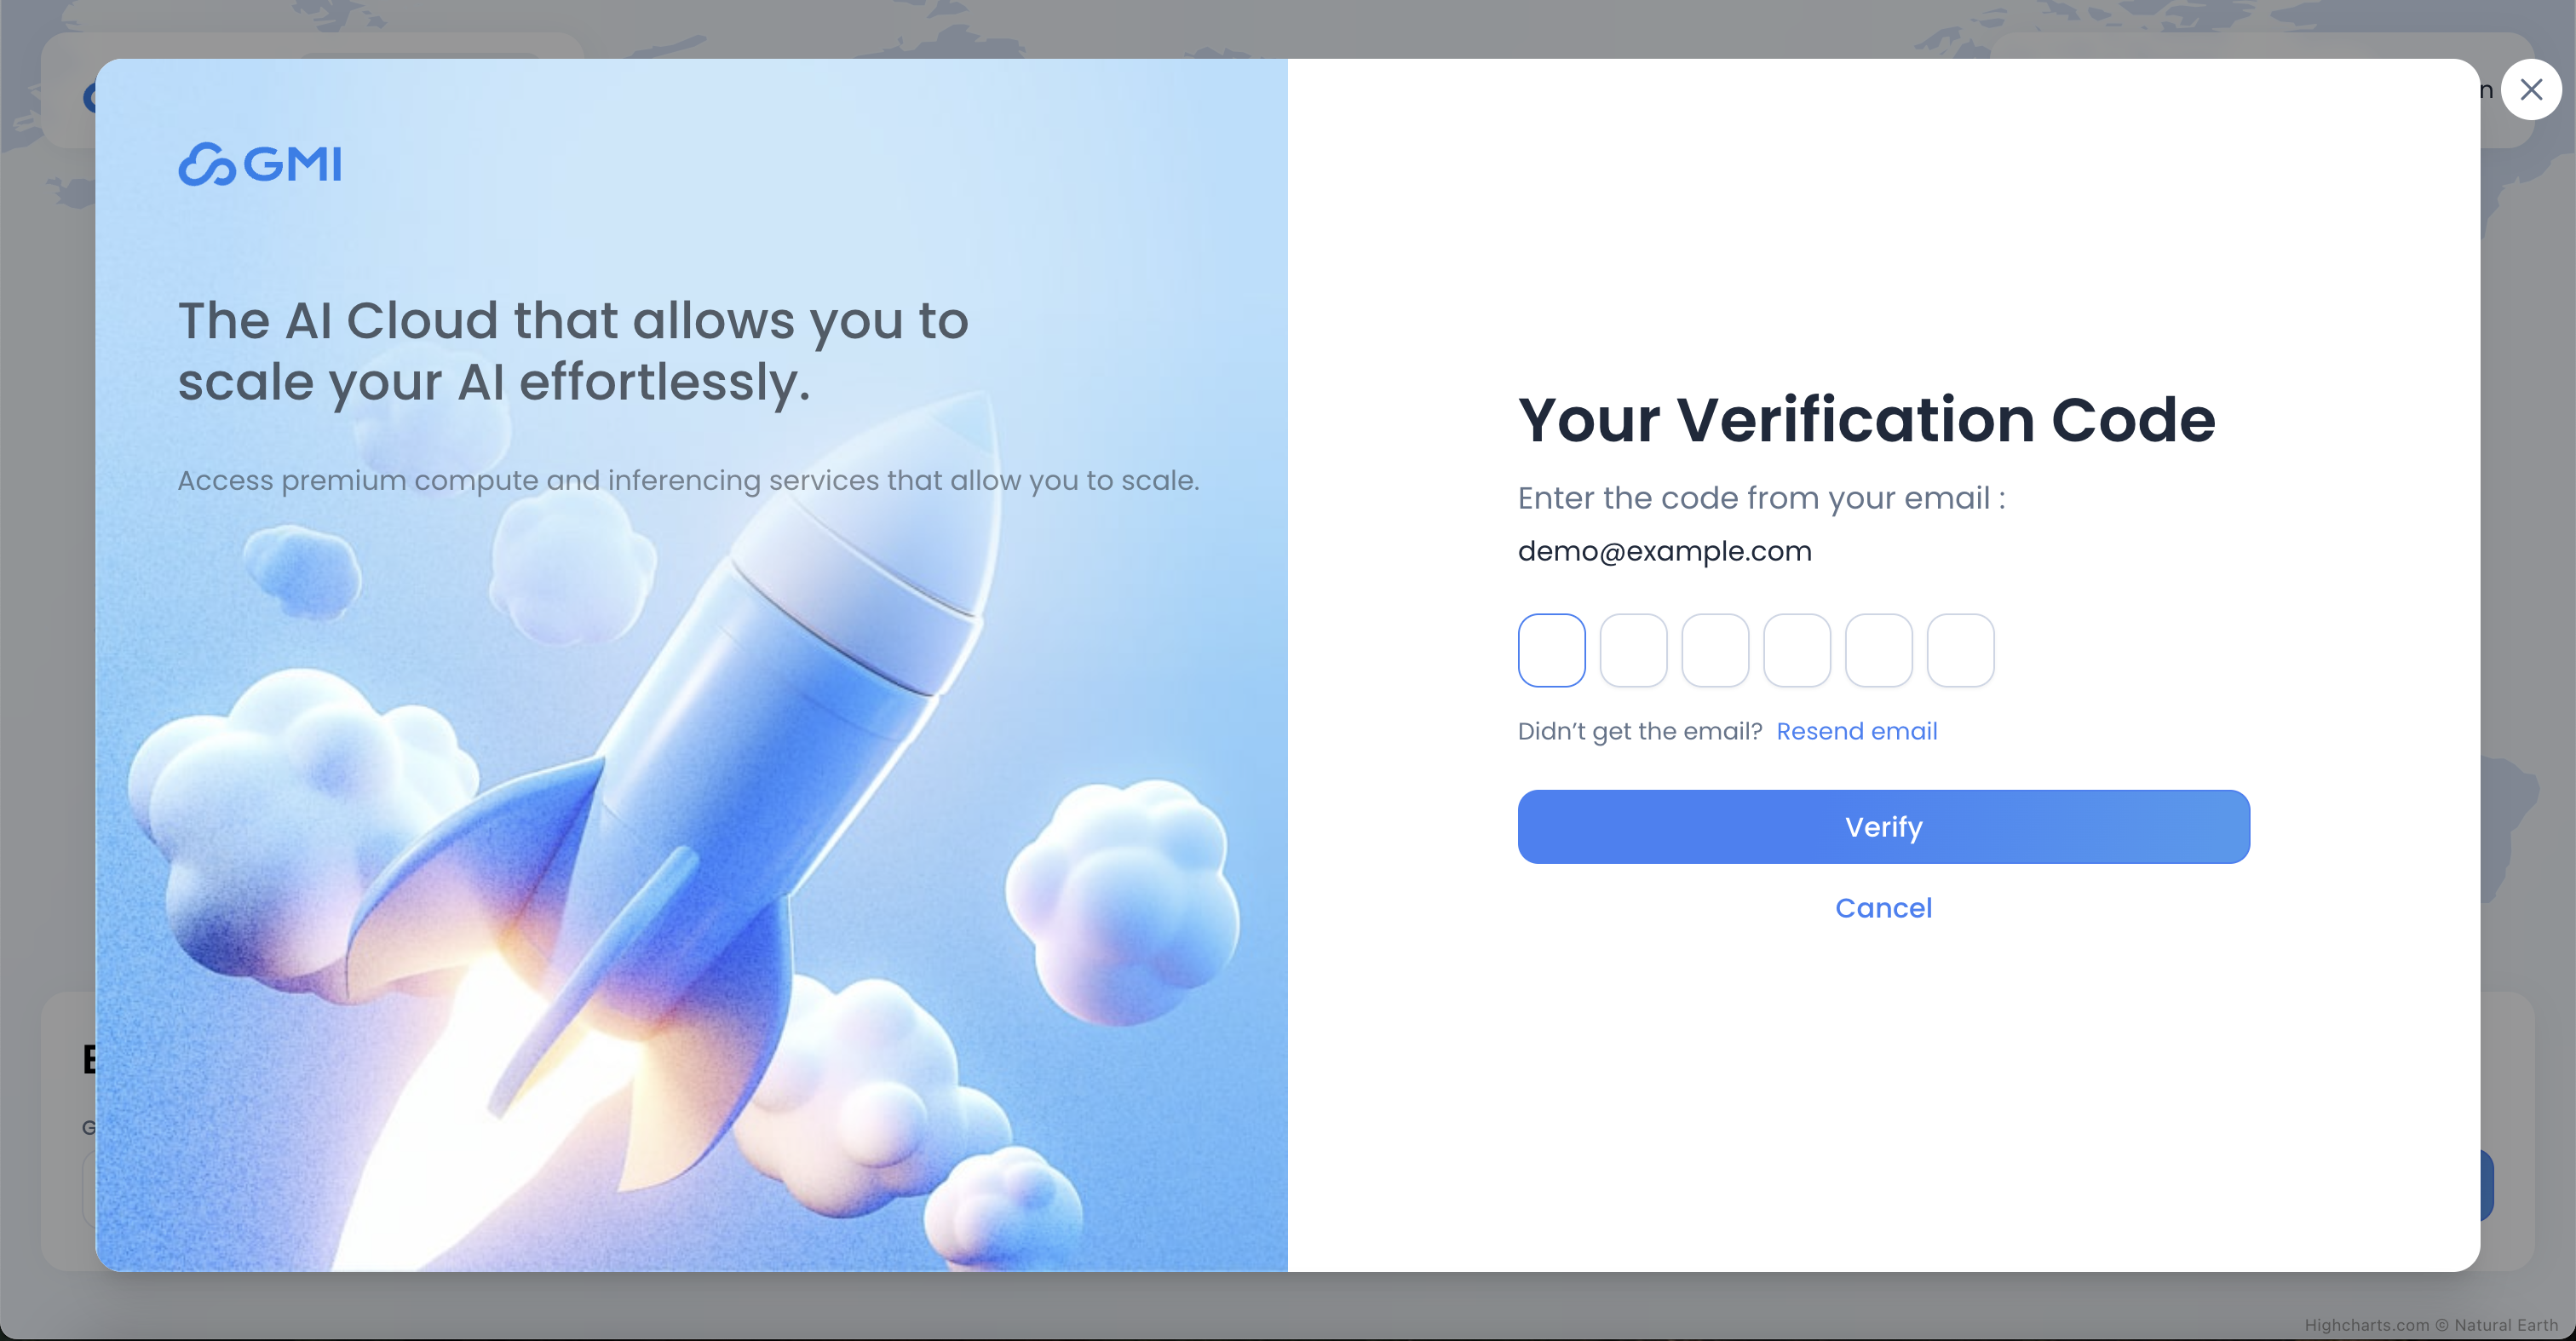 GMI
The AI Cloud that allows you to
scale your AI effortlessly.
Access premium compute and inferencing services that allow you to scale.
Your Verification Code
Enter the code from your email :
demo@example.com
Didn’t get the email? Resend email
Verify
Cancel
Highcharts.com © Natural Earth